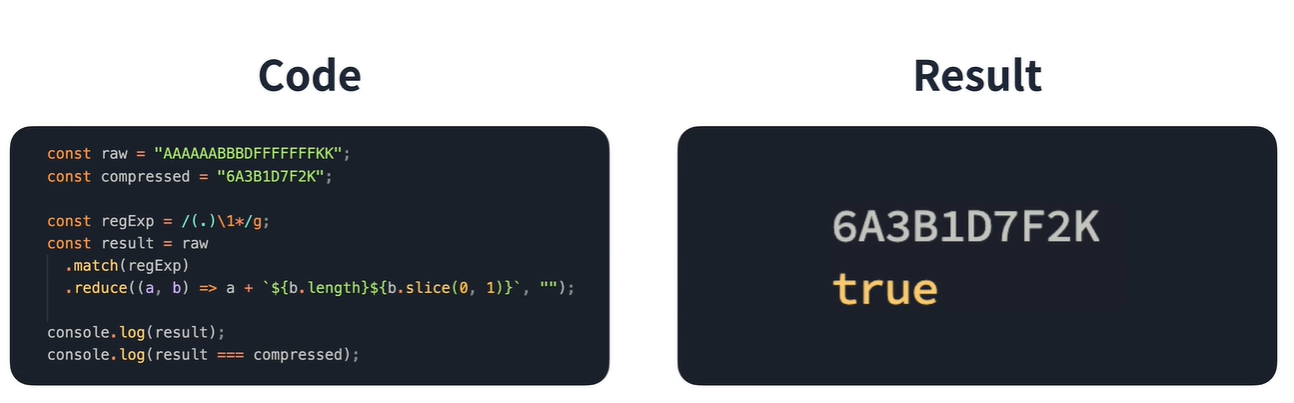 Code
const raw = "AAAAAABBBDFFFFFFFKK";
const compressed = "6A3B1D7F2K";
const regExp = /(.)\1*/g;
const result = raw
.match(regExp)
.reduce((a, b) => a + `${b.length}${b.slice(0, 1)}`, "");
console.log(result);
console.log(result === compressed);
Result
6A3B1D7F2K
true